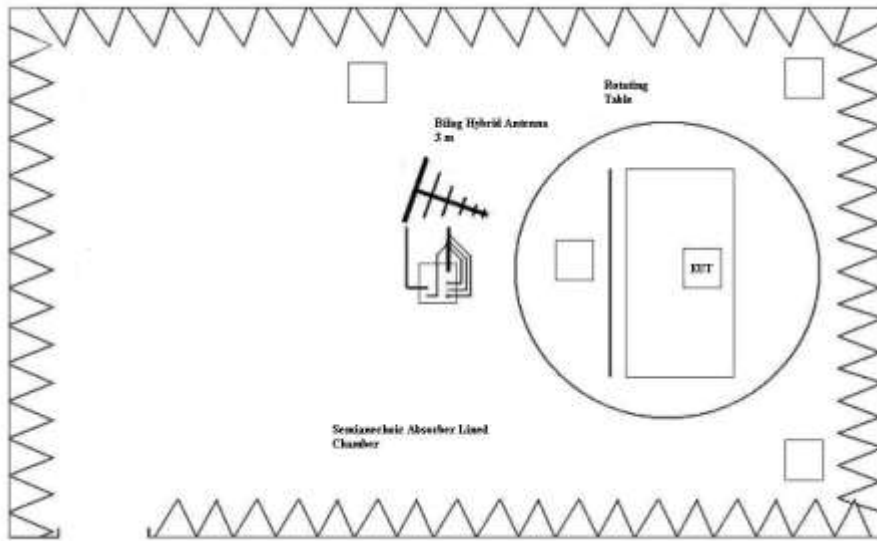 Rotating
Table
Bilog Hybrid Antenna
3 m
EUT
Semianechoic Absorber Lined
Chamber